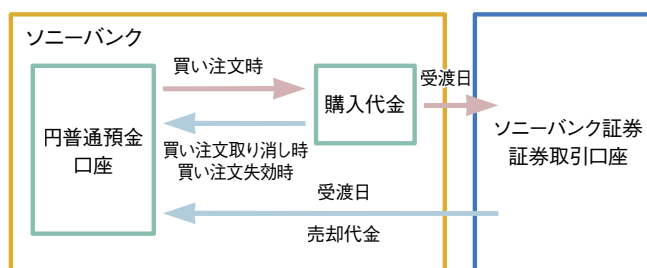 ソニーバンク
買い注文時
円普通預金
口座
購入代金
受渡日
買い注文取り消し時
買い注文失効時
ソニーバンク証券
証券取引口座
受渡日
売却代金